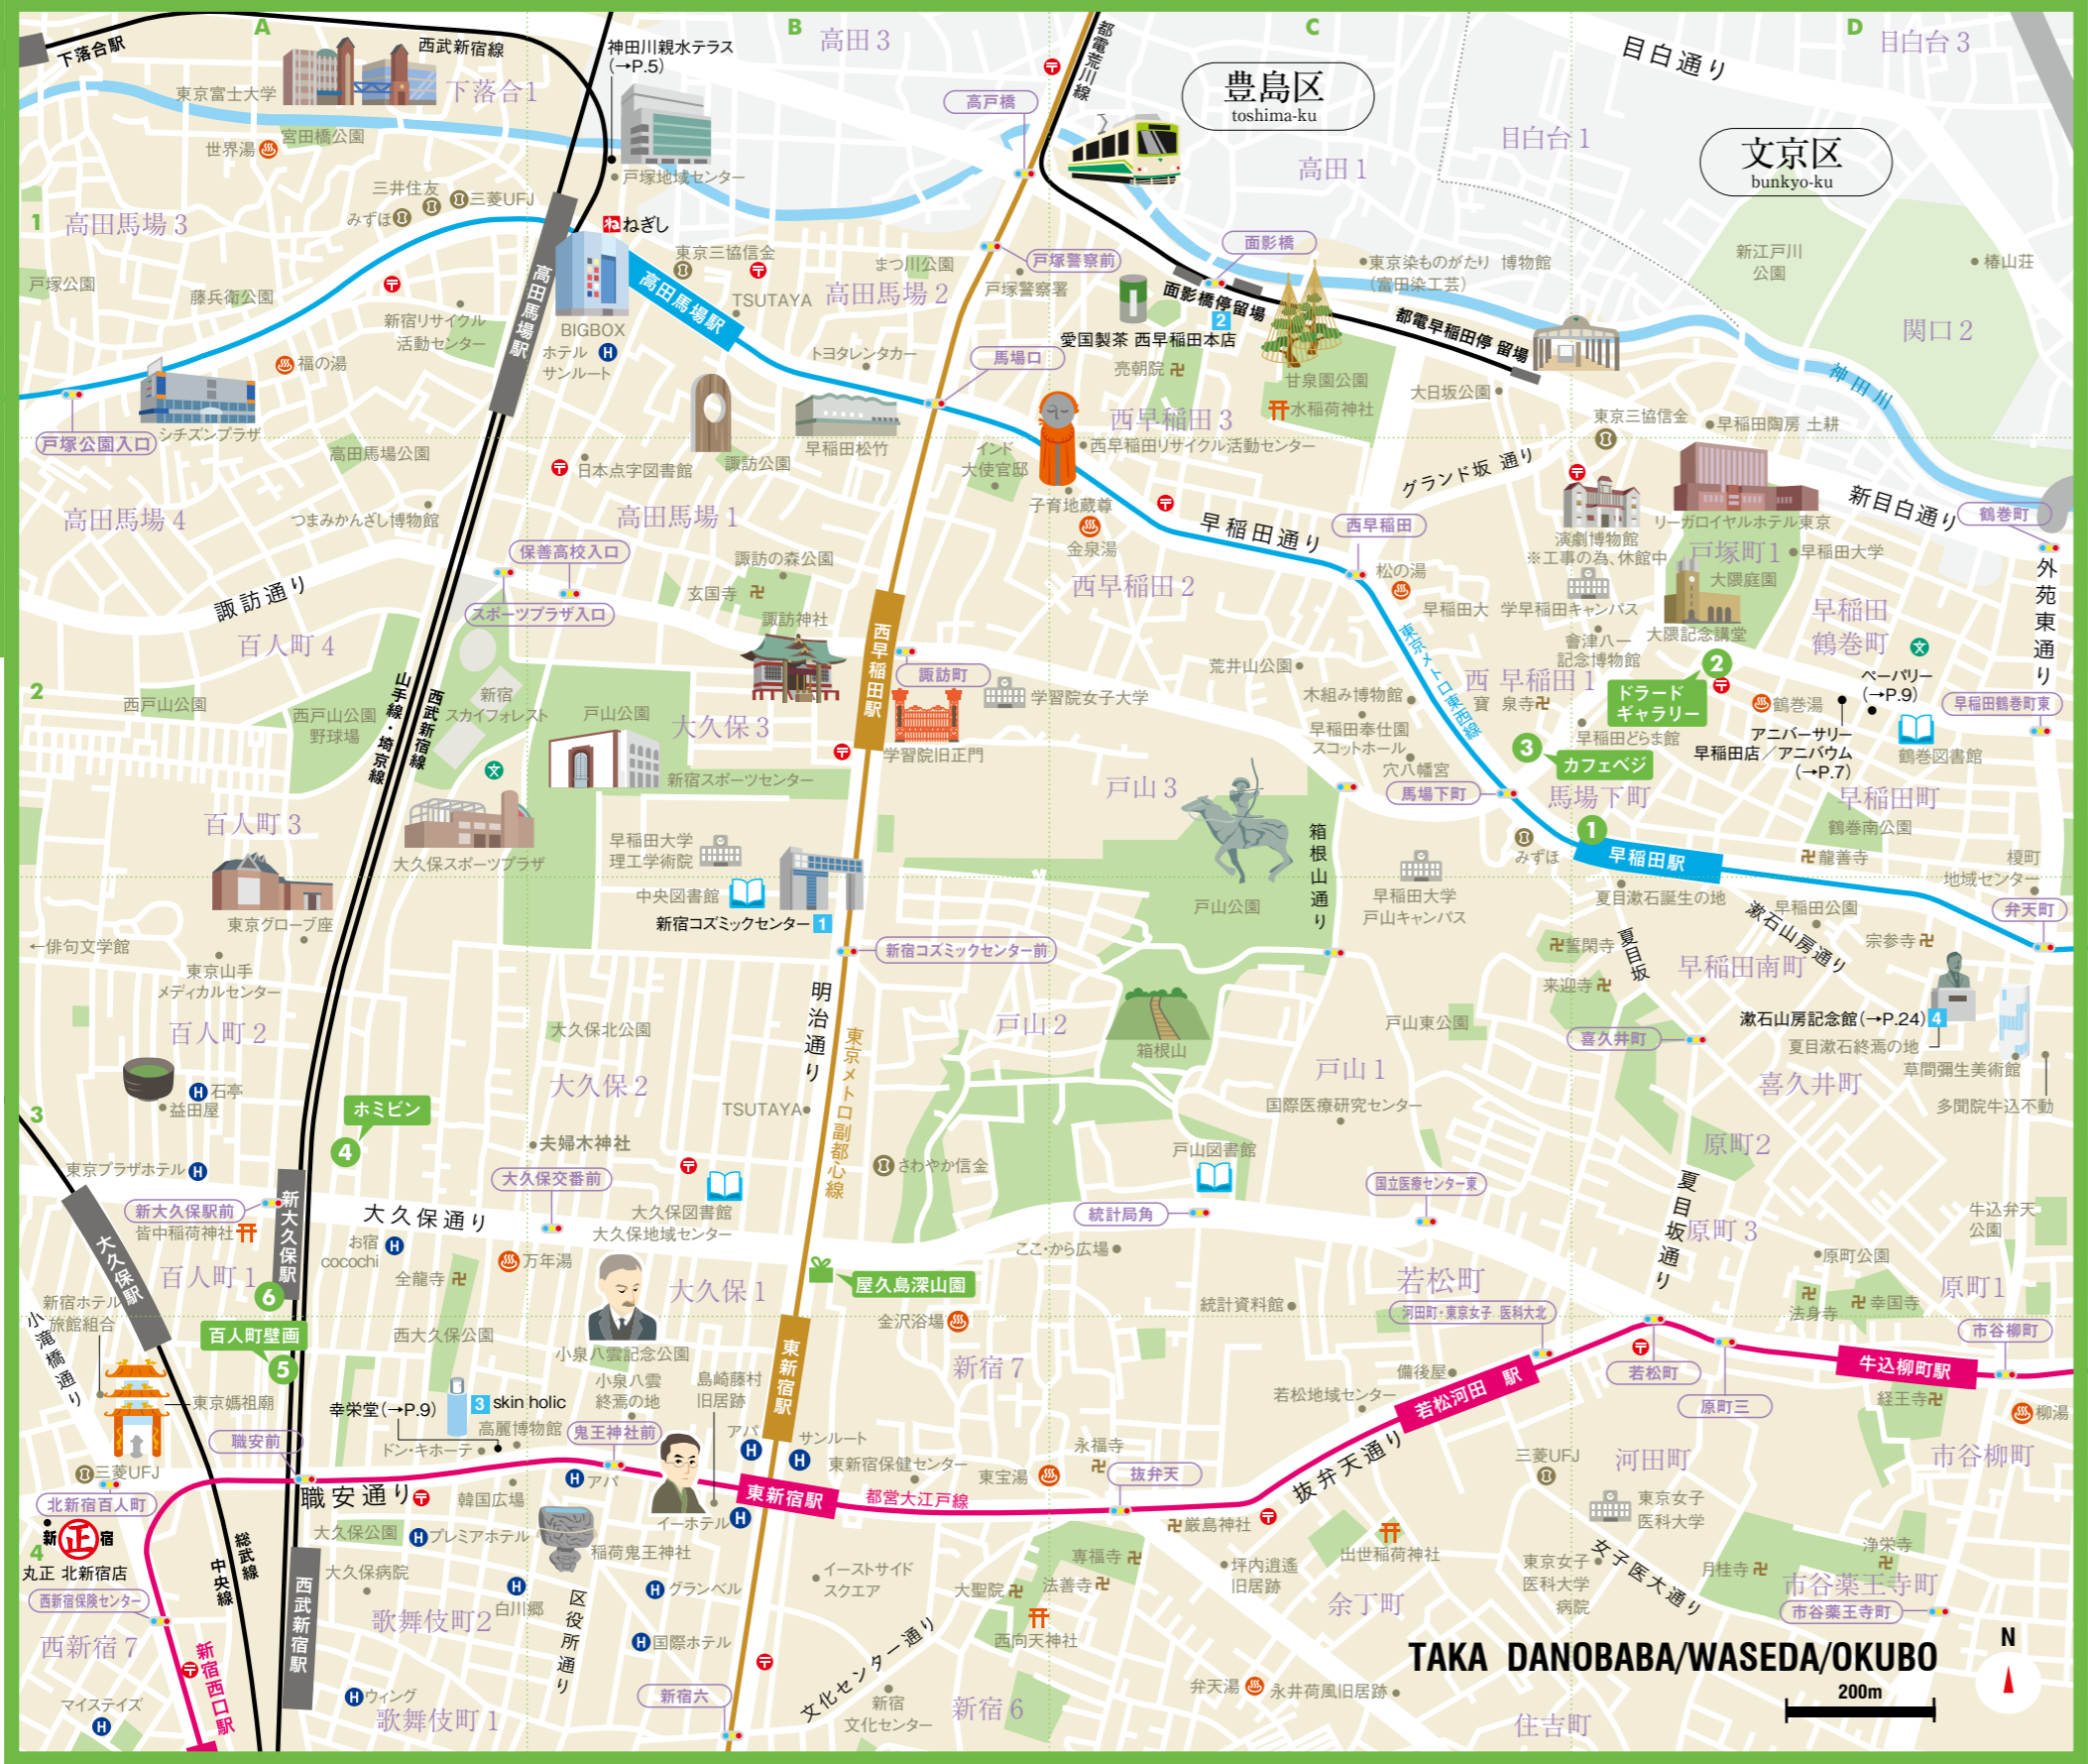 A
B
C
D
1
2
3
4
下落合駅
西武新宿線
神田川親水テラス
(→P.5)
高田3
都電荒川線
豊島区
toshima-ku
目白通り
目白台3
東京富士大学
下落合1
高戸橋
目白台1
文京区
bunkyo-ku
宮田橋公園
世界湯
戸塚地域センター
高田1
三井住友
三菱UFJ
みずほ
高田馬場3
ねぎし
東京三協信金
まつ川公園
戸塚警察前
面影橋
東京染ものがたり 博物館
(富田染工芸)
新江戸川
公園
椿山荘
戸塚公園
藤兵衛公園
高田馬場駅
高田馬場駅
TSUTAYA
高田馬場2
戸塚警察署
面影橋停留場
2
愛国製茶 西早稲田本店
都電早稲田停 留場
関口2
新宿リサイクル
活動センター
BIGBOX
ホテル
サンルート
トヨタレンタカー
馬場口
亮朝院
甘泉園公園
大日坂公園
神田川
福の湯
シチズンプラザ
戸塚公園入口
早稲田松竹
西早稲田3
水稲荷神社
東京三協信金
早稲田陶房 土耕
高田馬場公園
日本点字図書館
諏訪公園
インド
大使官邸
西早稲田リサイクル活動センター
グランド坂 通り
新目白通り
鶴巻町
高田馬場4
つまみかんざし博物館
高田馬場1
子育地蔵尊
金泉湯
早稲田通り
西早稲田
リーガロイヤルホテル東京
演劇博物館
※工事の為、休館中
戸塚町1
早稲田大学
保善高校入口
諏訪の森公園
玄国寺
西早稲田2
松の湯
大隈庭園
外苑東通り
諏訪通り
スポーツプラザ入口
諏訪神社
西早稲田駅
早稲田大 学早稲田キャンパス
大隈記念講堂
早稲田
鶴巻町
百人町4
會津八一
記念博物館
東京メトロ東西線
山手線・埼京線
西武新宿線
諏訪町
学習院女子大学
荒井山公園
2
ペーパリー
(→P.9)
西戸山公園
西戸山公園
野球場
新宿
スカイフォレスト
戸山公園
大久保3
木組み博物館
西 早稲田1
寶 泉寺
ドラード
ギャラリー
鶴巻湯
早稲田鶴巻町東
学習院旧正門
早稲田奉仕園
スコットホール
早稲田どらま館
アニバーサリー
早稲田店/アニバウム
(→P.7)
鶴巻図書館
新宿スポーツセンター
3
カフェベジ
戸山3
穴八幡宮
馬場下町
馬場下町
早稲田町
百人町3
大久保スポーツプラザ
早稲田大学
理工学術院
箱根山通り
1
鶴巻南公園
みずほ
早稲田駅
龍善寺
榎町
地域センター
東京グローブ座
中央図書館
新宿コズミックセンター
1
戸山公園
早稲田大学
戸山キャンパス
夏目漱石誕生の地
早稲田公園
漱石山房通り
弁天町
←俳句文学館
新宿コズミックセンター前
誓閑寺
夏目坂
宗参寺
東京山手
メディカルセンター
明治通り
早稲田南町
来迎寺
百人町2
大久保北公園
東京メトロ副都心線
戸山2
箱根山
戸山東公園
喜久井町
漱石山房記念館(→P.24)
4
夏目漱石終焉の地
草間彌生美術館
石亭
益田屋
大久保2
戸山1
喜久井町
多聞院牛込不動
ホミビン
4
TSUTAYA
国際医療研究センター
夫婦木神社
戸山図書館
原町2
東京プラザホテル
大久保交番前
さわやか信金
国立医療センター東
夏目坂通り
新大久保駅前
皆中稲荷神社
新大久保駅
大久保通り
大久保図書館
大久保地域センター
統計局角
牛込弁天
公園
大久保駅
お宿
cocochi
万年湯
ここ・から広場
原町3
原町公園
全龍寺
百人町1
6
大久保1
屋久島深山園
若松町
原町1
新宿ホテル
旅館組合
小滝橋通り
金沢浴場
統計資料館
河田町・東京女子 医科大北
法身寺
幸国寺
百人町壁画
5
西大久保公園
小泉八雲記念公園
東新宿駅
新宿7
若松町
市谷柳町
牛込柳町駅
小泉八雲
終焉の地
島崎藤村
旧居跡
備後屋
若松河田 駅
原町三
東京媽祖廟
幸栄堂(→P.9)
3
skin holic
高麗博物館
若松地域センター
経王寺
柳湯
職安前
ドン・キホーテ
鬼王神社前
アパ
サンルート
永福寺
抜弁天通り
三菱UFJ
河田町
市谷柳町
三菱UFJ
東新宿保健センター
東宝湯
抜弁天
北新宿百人町
職安通り
韓国広場
アパ
東新宿駅
都営大江戸線
東京女子
医科大学
新 正 宿
丸正 北新宿店
大久保公園
プレミアホテル
稲荷鬼王神社
イーホテル
厳島神社
出世稲荷神社
総武線
中央線
大久保病院
専福寺
坪内逍遙
旧居跡
東京女子
医科大学
病院
女子医大通り
月桂寺
浄栄寺
西新宿保険センター
西武新宿駅
白川郷
区役所通り
グランベル
イーストサイド
スクエア
大聖院
法善寺
余丁町
市谷薬王寺町
市谷薬王寺町
西新宿7
新宿西口駅
歌舞伎町2
国際ホテル
文化センター通り
西向天神社
TAKA DANOBABA/WASEDA/OKUBO
N
200m
マイステイズ
ウィング
歌舞伎町1
新宿六
新宿
文化センター
新宿6
弁天湯
永井荷風旧居跡
住吉町